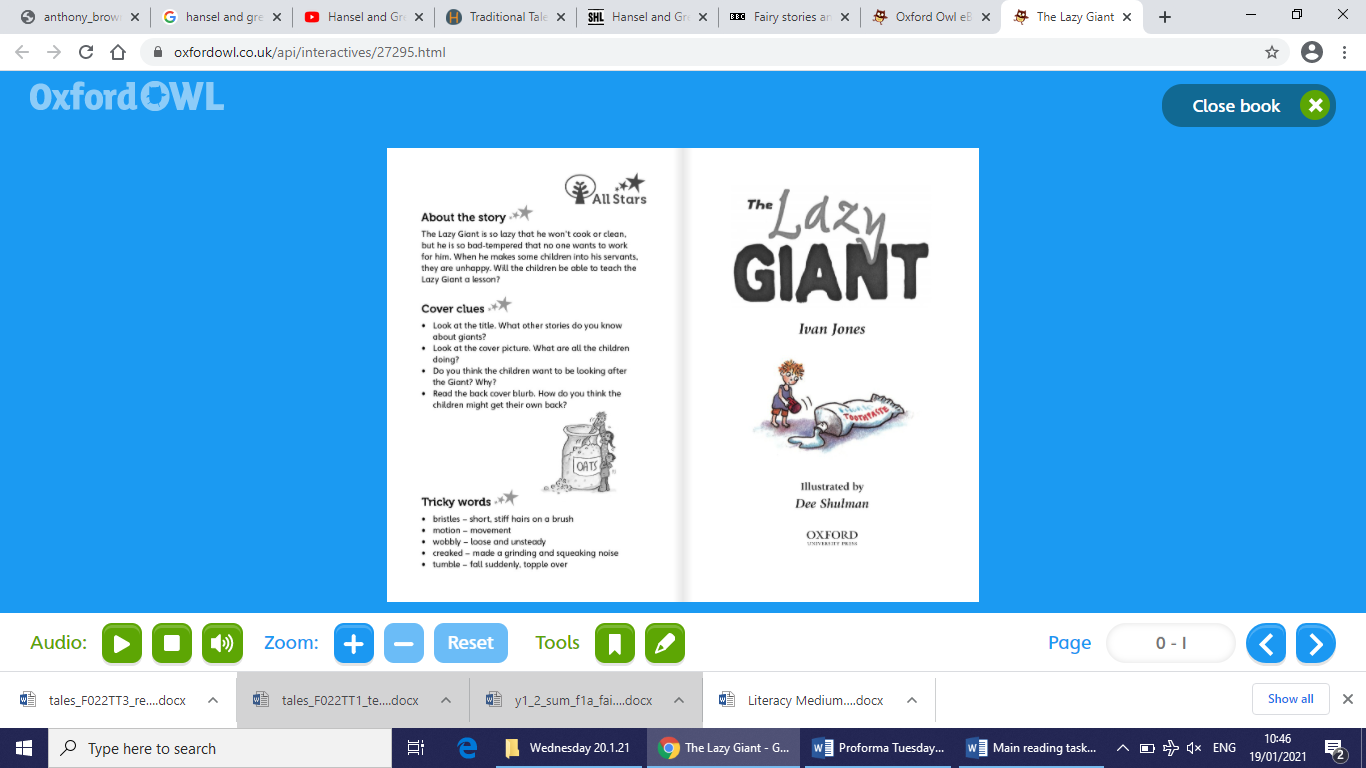 anthony_brow
hansel and gre
Hansel and Gr
Traditional Tale
SHL
Hansel and Gr
BBC
Fairy stories an
Oxford Owl eB
The Lazy Giant
oxfordowl.co.uk/api/interactives/27295.html
Oxford OWL
Close book
All Stars
About the story
The Lazy Giant is so lazy that he won't cook or clean,
but he is so bad-tempered that no one wants to work
for him. When he makes some children into his servants,
they are unhappy. Will the children be able to teach the
Lazy Giant a lesson?
Cover clues
• Look at the title. What other stories do you know
about giants?
• Look at the cover picture. What are all the children
doing?
• Do you think the children want to be looking after
the Giant? Why?
• Read the back cover blurb. How do you think the
children might get their own back?
OATS
Tricky words
• bristles – short, stiff hairs on a brush
• motion – movement
• wobbly – loose and unsteady
• creaked – made a grinding and squeaking noise
• tumble – fall suddenly, topple over
The Lazy
GIANT
Ivan Jones
TOOTHPASTE
Illustrated by
Dee Shulman
OXFORD
UNIVERSITY PRESS
Audio:
Zoom:
Reset
Tools
Page
0 - 1
tales_F022TT3_re....docx
tales_F022TT1_te....docx
y1_2_sum_f1a_fai....docx
Literacy Medium....docx
Show all
Type here to search
Wednesday 20.1.21
The Lazy Giant - G...
Proforma Tuesday...
Main reading task...
ENG
10:46
19/01/2021
2